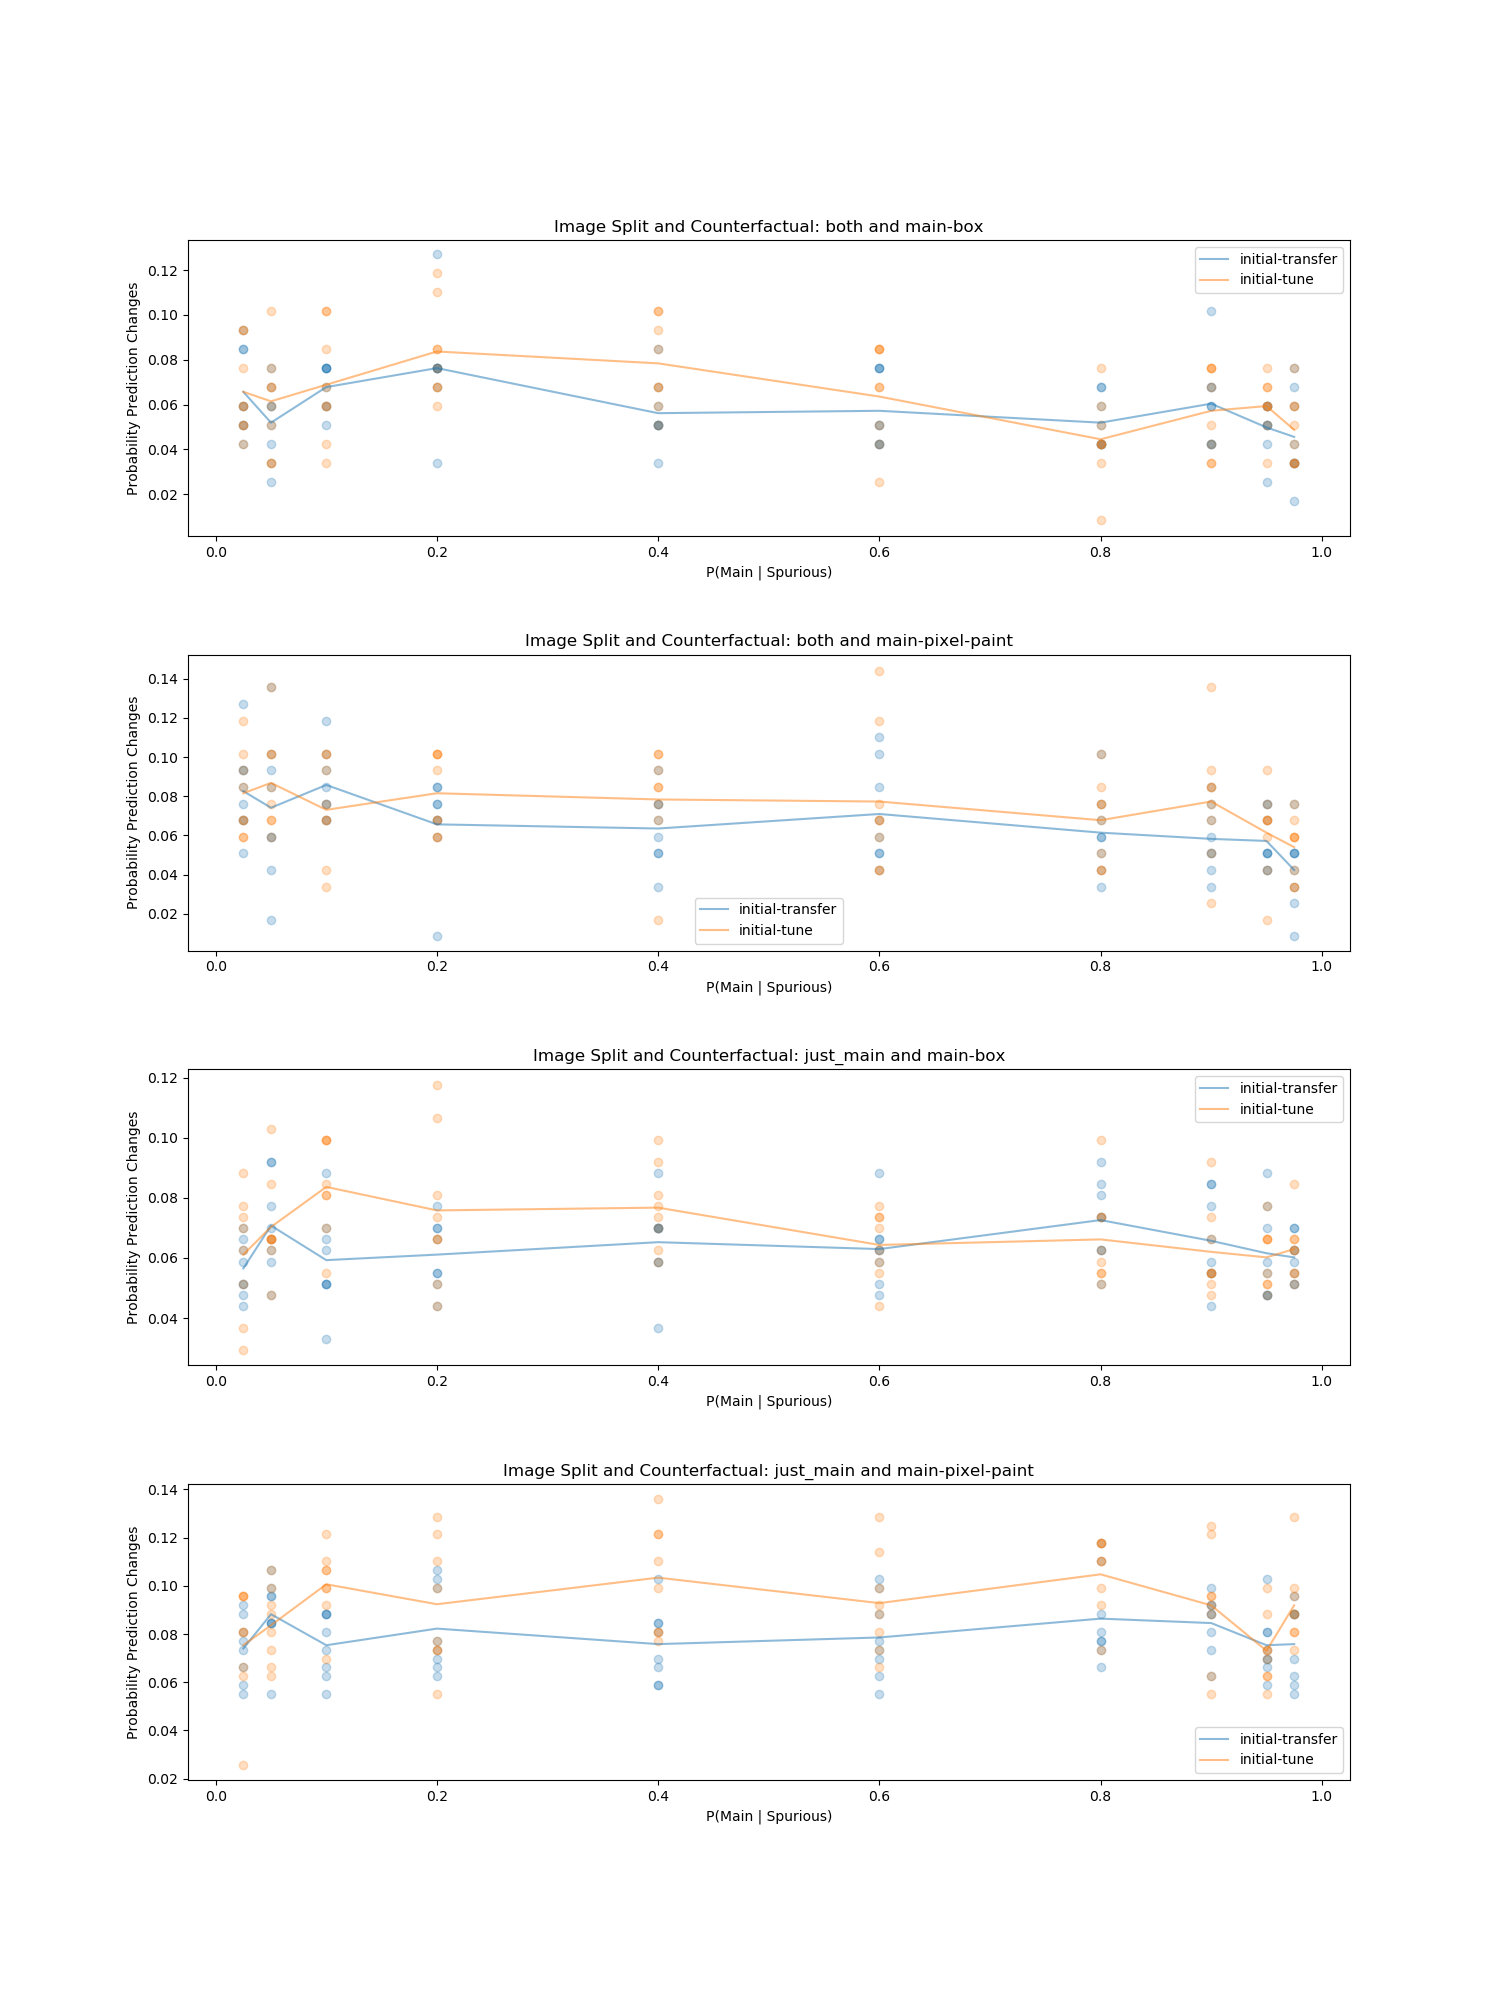 Image Split and Counterfactual: both and main-box
Probability Prediction Changes
0.12
0.10
0.08
0.06
0.04
0.02
initial-transfer
initial-tune
0.0 0.2 0.4 0.6 0.8 1.0
P(Main | Spurious)
Image Split and Counterfactual: both and main-pixel-paint
Probability Prediction Changes
0.14
0.12
0.10
0.08
0.06
0.04
0.02
initial-transfer
initial-tune
0.0 0.2 0.4 0.6 0.8 1.0
P(Main | Spurious)
Image Split and Counterfactual: just_main and main-box
Probability Prediction Changes
0.12
0.10
0.08
0.06
0.04
initial-transfer
initial-tune
0.0 0.2 0.4 0.6 0.8 1.0
P(Main | Spurious)
Image Split and Counterfactual: just_main and main-pixel-paint
Probability Prediction Changes
0.14
0.12
0.10
0.08
0.06
0.04
0.02
initial-transfer
initial-tune
0.0 0.2 0.4 0.6 0.8 1.0
P(Main | Spurious)